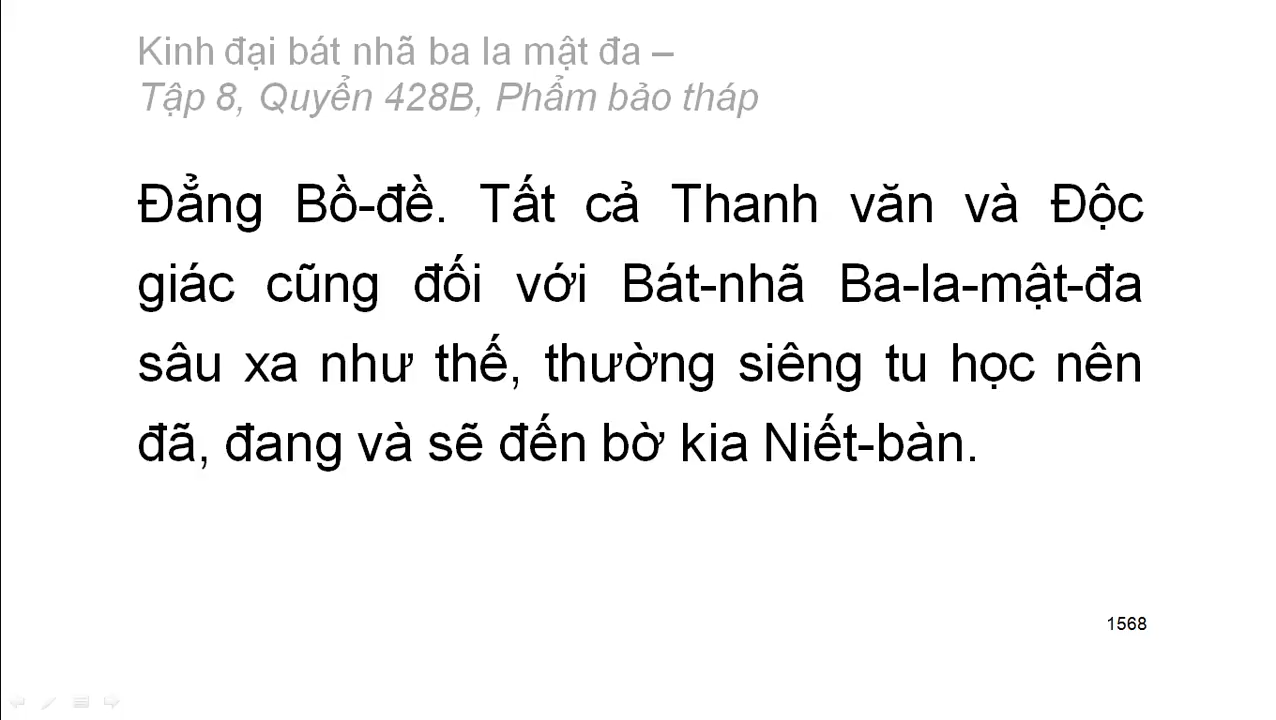 Kinh đại bát nhã ba la mật đa –
Tập 8, Quyển 428B, Phẩm bảo tháp
Đẳng Bồ-đề. Tất cả Thanh văn và Độc
giác cũng đối với Bát-nhã Ba-la-mật-đa
sâu xa như thế, thường siêng tu học nên
đã, đang và sẽ đến bờ kia Niết-bàn.
1568